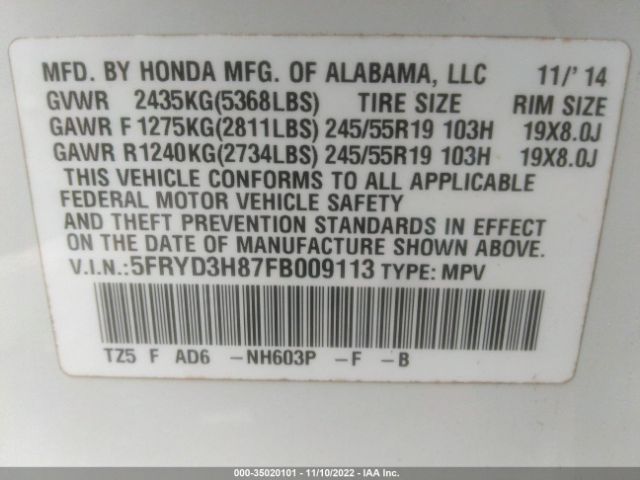 MFD. BY HONDA MFG. OF ALABAMA, LLC 11/' 14
GVWR 2435KG(5368LBS) TIRE SIZE RIM SIZE
GAWR F 1275KG(2811LBS) 245/55R19 103H 19X8.0J
GAWR R1240KG(2734LBS) 245/55R19 103H 19X8.0J
THIS VEHICLE CONFORMS TO ALL APPLICABLE
FEDERAL MOTOR VEHICLE SAFETY
AND THEFT PREVENTION STANDARDS IN EFFECT
ON THE DATE OF MANUFACTURE SHOWN ABOVE.
V.I.N.:5FRYD3H87FB009113 TYPE: MPV
TZ5 F AD6 -NH603P -F -B
000-35020101 - 11/10/2022 - IAA Inc.